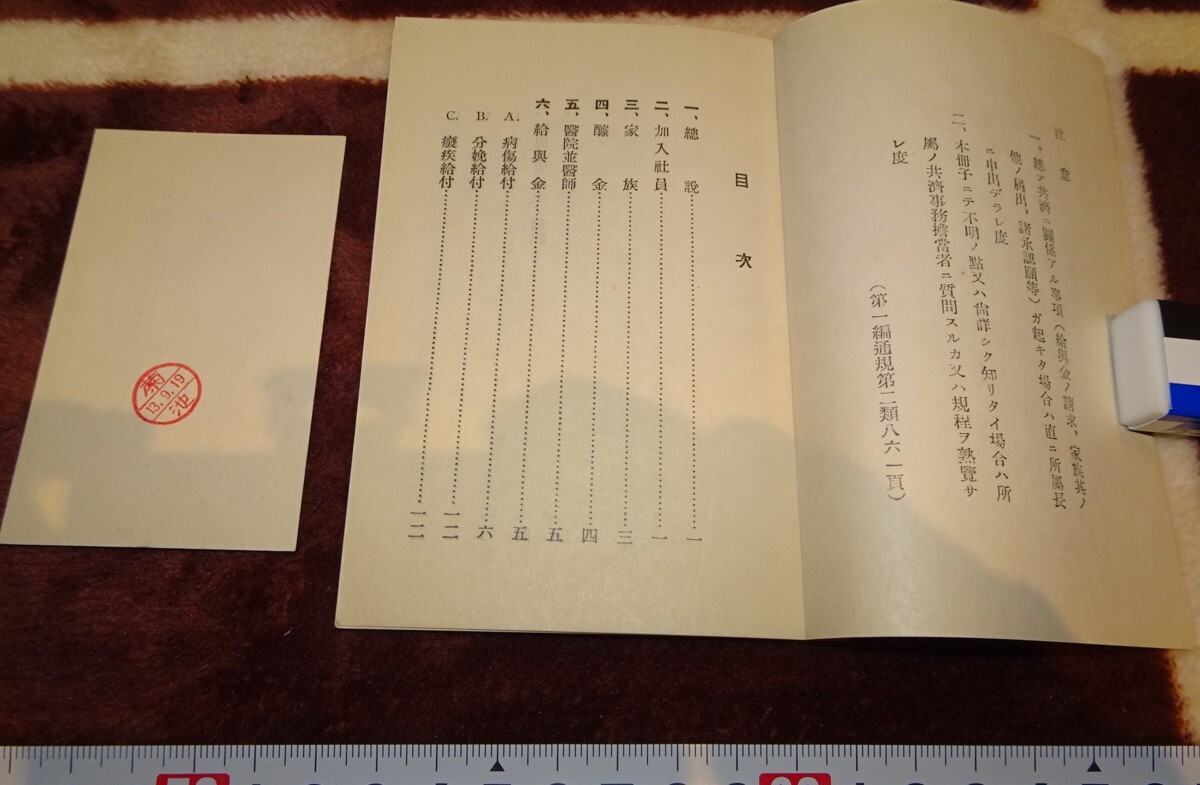 注意
一、總テ共濟ニ關係アル事項(給與金ノ請求、家族其ノ
他ノ屆出、諸承認願等)ガ起キタ場合ハ直ニ所屬長
ニ申出デラレ度
二、本冊子ニテ不明ノ點又ハ尙詳シク知リタイ場合ハ所
屬ノ共濟事務擔當者ニ質問スルカ又ハ規程ヲ熟覽サ
レ度
(第一編通規第二類八六一頁)
目次
一、總說 一
二、加入社員 一
三、家族 三
四、醵金 四
五、醫院並醫師 五
六、給與金 五
A. 病傷給付 六
B. 分娩給付 一二
C. 癈疾給付 一二
菊池
13.9.19